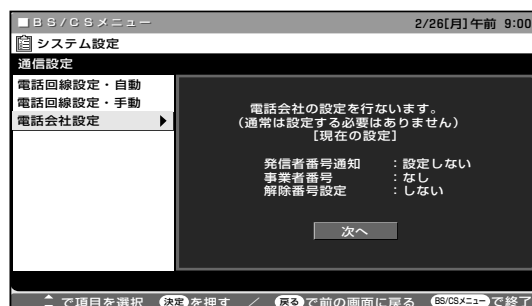 ■BS/CSメニュー 2/26[月]午前 9:00
システム設定
通信設定
電話回線設定・自動
電話回線設定・手動
電話会社設定 ▶
電話会社の設定を行ないます。
(通常は設定する必要はありません)
[現在の設定]
発信者番号通知 :設定しない
事業者番号 :なし
解除番号設定 :しない
次へ
で項目を選択 決定を押す / 戻るで前の画面に戻る BS/CSメニューで終了